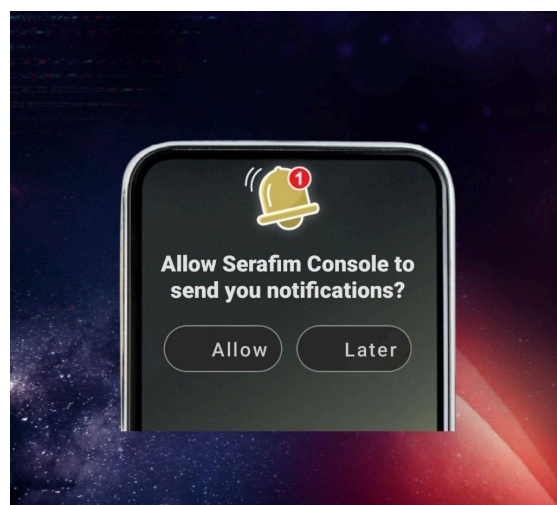 1
Allow Serafim Console to
send you notifications?
Allow
Later